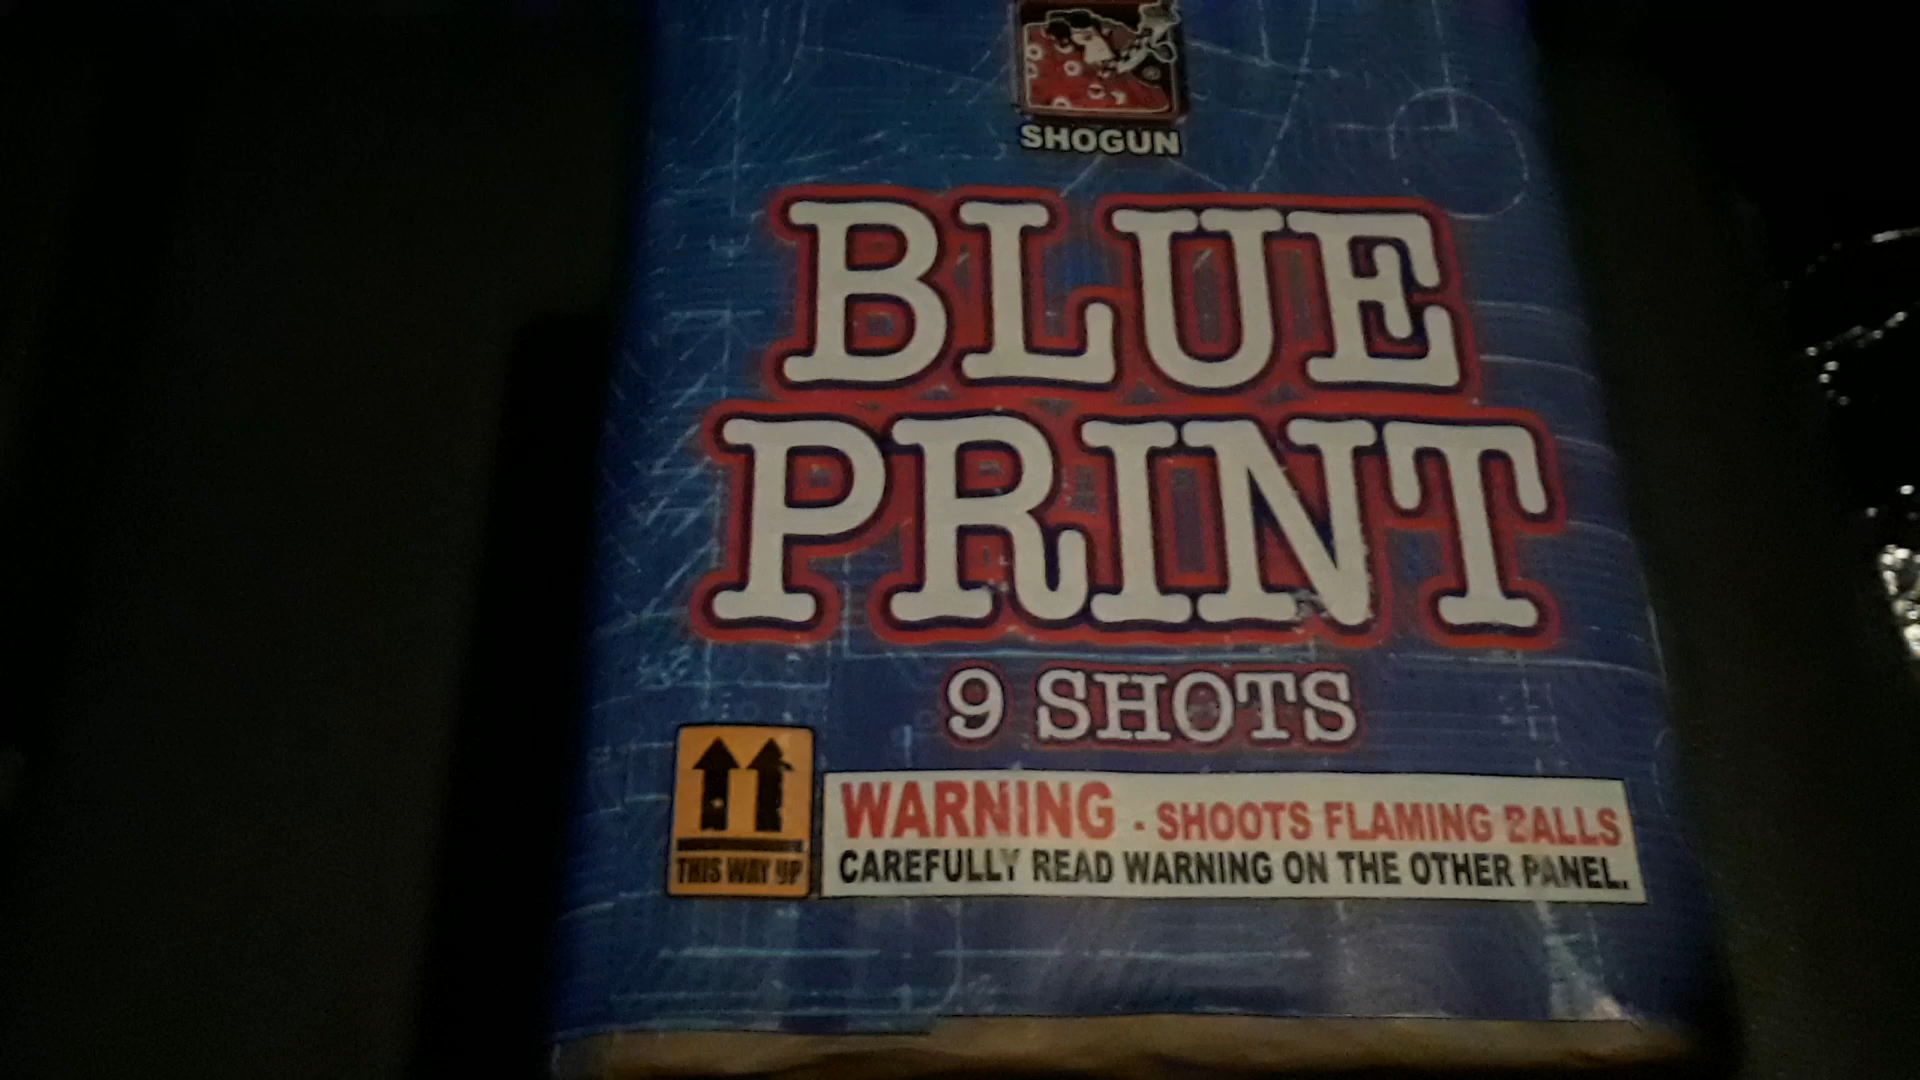 SHOGUN
BLUE
PRINT
9 SHOTS
THIS WAY UP
WARNING - SHOOTS FLAMING BALLS
CAREFULLY READ WARNING ON THE OTHER PANEL.